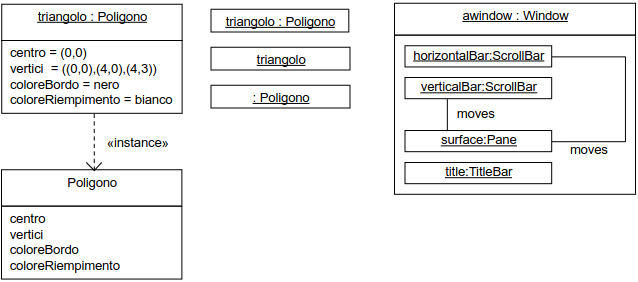 triangolo : Poligono
centro = (0,0)
vertici = ((0,0),(4,0),(4,3))
coloreBordo = nero
coloreRiempimento = bianco
«instance»
Poligono
centro
vertici
coloreBordo
coloreRiempimento
triangolo : Poligono
triangolo
: Poligono
awindow : Window
horizontalBar:ScrollBar
verticalBar:ScrollBar
moves
surface:Pane
moves
title:TitleBar